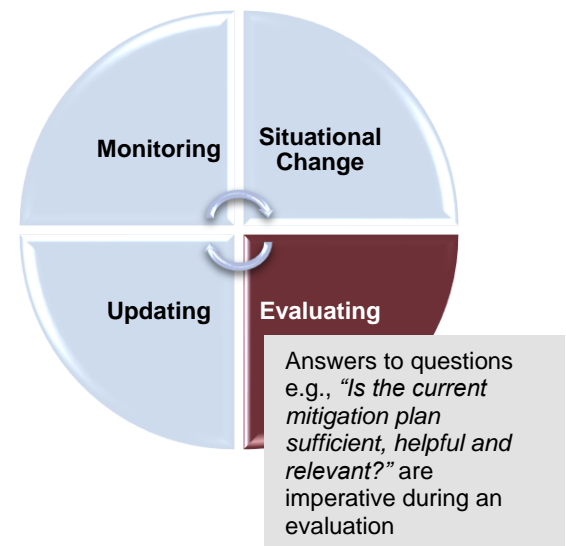 Monitoring
Situational
Change
Updating
Evaluating
Answers to questions
e.g., “Is the current
mitigation plan
sufficient, helpful and
relevant?” are
imperative during an
evaluation